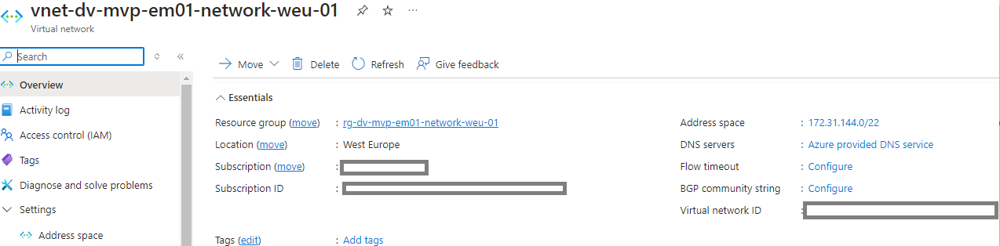 vnet-dv-mvp-em01-network-weu-01
Virtual network
Search
Move Delete Refresh Give feedback
Overview
Activity log
Access control (IAM)
Tags
Diagnose and solve problems
Settings
Address space
Essentials
Resource group (move) : rg-dv-mvp-em01-network-weu-01
Location (move) : West Europe
Subscription (move) :
Subscription ID :
Tags (edit) : Add tags
Address space : 172.31.144.0/22
DNS servers : Azure provided DNS service
Flow timeout : Configure
BGP community string : Configure
Virtual network ID :